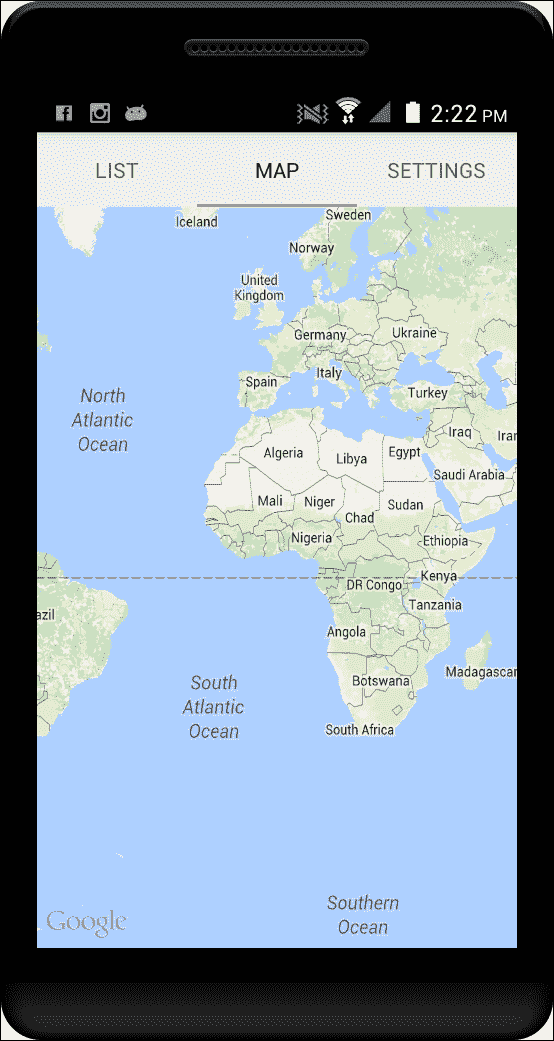 2:22 PM
LIST MAP SETTINGS
Iceland
Sweden
Norway
United
Kingdom
Germany
Ukraine
Italy
Spain
Turkey
North
Atlantic
Ocean
Iraq
Iran
Algeria
Libya
Egypt
Saudi Arabia
Mali
Niger
Sudan
Chad
Nigeria
Ethiopia
DR Congo
Kenya
Tanzania
azil
Angola
Madagascar
Botswana
South
Atlantic
Ocean
South Africa
Southern
Ocean
Google